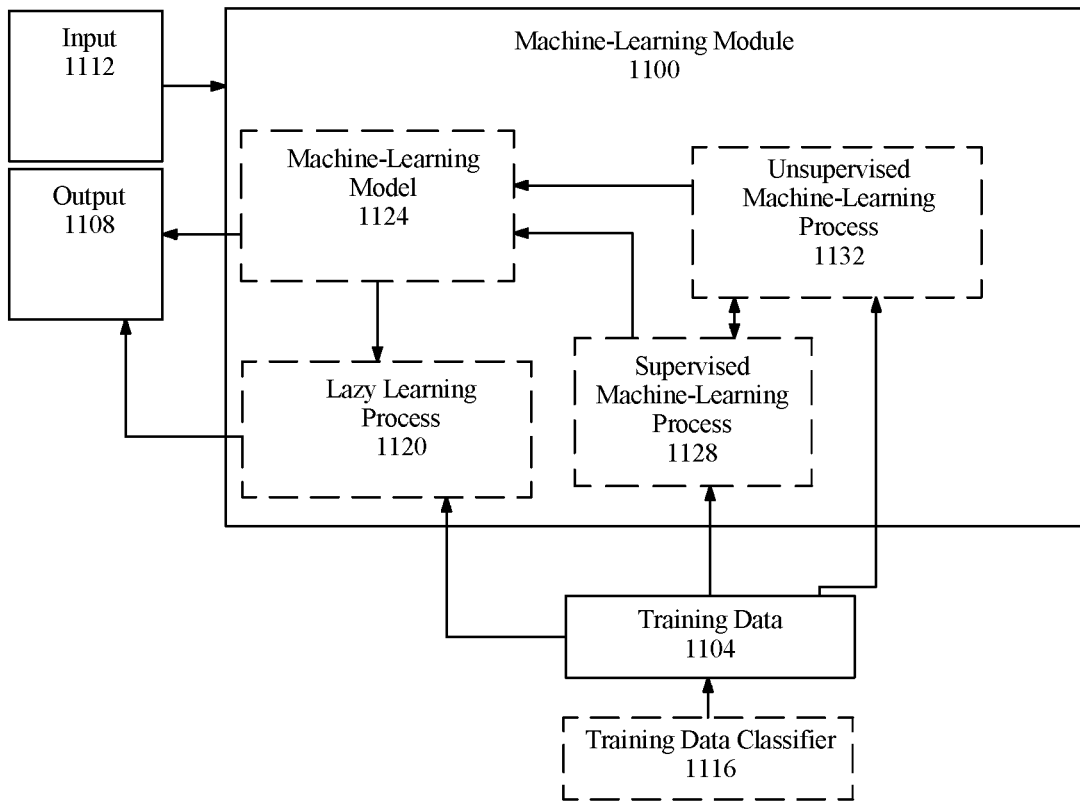 Input
1112
Machine-Learning Module
1100
Output
1108
Machine-Learning
Model
1124
Unsupervised
Machine-Learning
Process
1132
Lazy Learning
Process
1120
Supervised
Machine-Learning
Process
1128
Training Data
1104
Training Data Classifier
1116